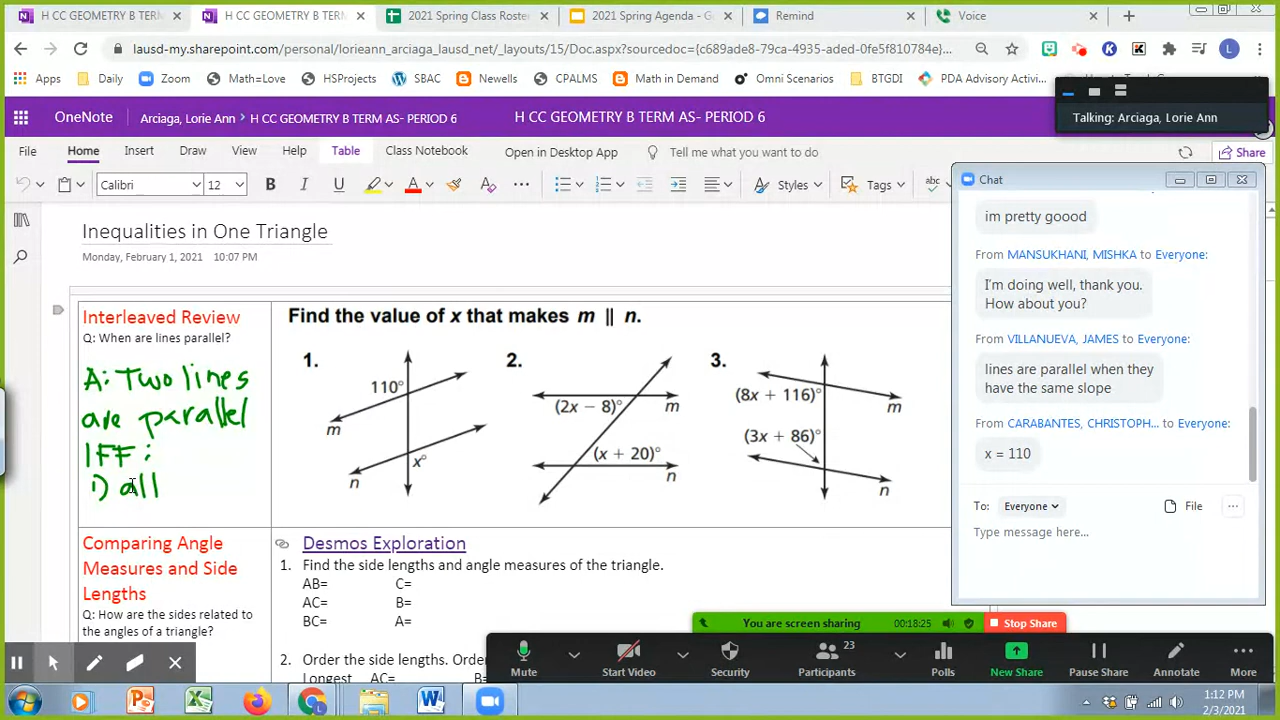 H CC GEOMETRY B TERM
H CC GEOMETRY B TERM AS
2021 Spring Class Roster
2021 Spring Agenda - G
Remind
Voice
lausd-my.sharepoint.com/personal/lorieann_arciaga_lausd_net/_layouts/15/Doc.aspx?sourcedoc={c689ade8-79ca-4935-aded-0fe5f810784e}...
L
Apps
Daily
Zoom
Math=Love
HSProjects
SBAC
Newells
CPALMS
Math in Demand
Omni Scenarios
BTGDI
PDA Advisory Activi...
OneNote
Arciaga, Lorie Ann
H CC GEOMETRY B TERM AS- PERIOD 6
H CC GEOMETRY B TERM AS- PERIOD 6
Talking: Arciaga, Lorie Ann
File
Home
Insert
Draw
View
Help
Table
Class Notebook
Open in Desktop App
Tell me what you want to do
Share
Calibri
12
B
I
U
A
Styles
Tags
abc
Inequalities in One Triangle
Monday, February 1, 2021 10:07 PM
Interleaved Review
Q: When are lines parallel?
A: Two lines
are parallel
IFF :
1) all
Find the value of x that makes m || n.
1.
110°
m
x°
n
2.
(2x − 8)°
m
(x + 20)°
n
3.
(8x + 116)°
m
(3x + 86)°
n
Comparing Angle
Measures and Side
Lengths
Q: How are the sides related to
the angles of a triangle?
Desmos Exploration
1. Find the side lengths and angle measures of the triangle.
AB= C=
AC= B=
BC= A=
2. Order the side lengths. Orde
Longest AC= B=
Chat
im pretty goood
From MANSUKHANI, MISHKA to Everyone:
I'm doing well, thank you.
How about you?
From VILLANUEVA, JAMES to Everyone:
lines are parallel when they
have the same slope
From CARABANTES, CHRISTOPH... to Everyone:
x = 110
To: Everyone
File
Type message here...
You are screen sharing
00:18:25
Stop Share
Mute
Start Video
Security
23
Participants
Polls
New Share
Pause Share
Annotate
More
1:12 PM
2/3/2021